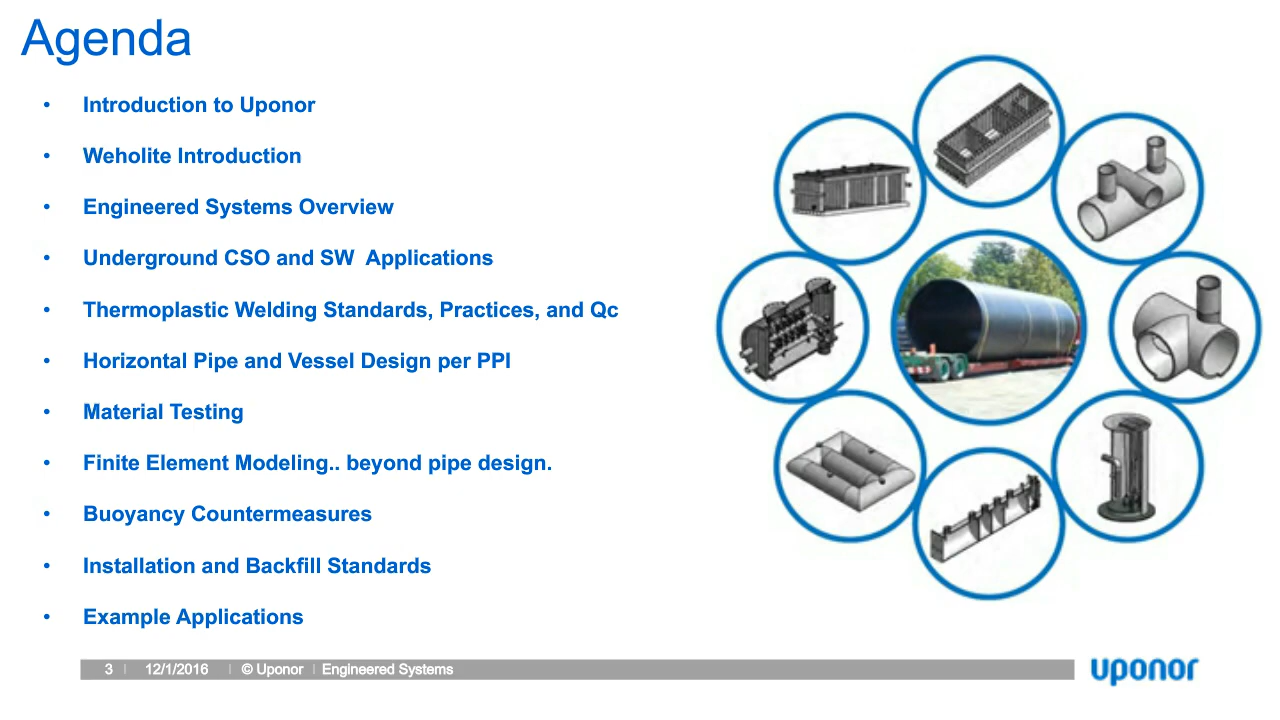 Agenda
• Introduction to Uponor
• Weholite Introduction
• Engineered Systems Overview
• Underground CSO and SW  Applications
• Thermoplastic Welding Standards, Practices, and Qc
• Horizontal Pipe and Vessel Design per PPI
• Material Testing
• Finite Element Modeling.. beyond pipe design.
• Buoyancy Countermeasures
• Installation and Backfill Standards
• Example Applications
3 | 12/1/2016 | © Uponor | Engineered Systems
uponor